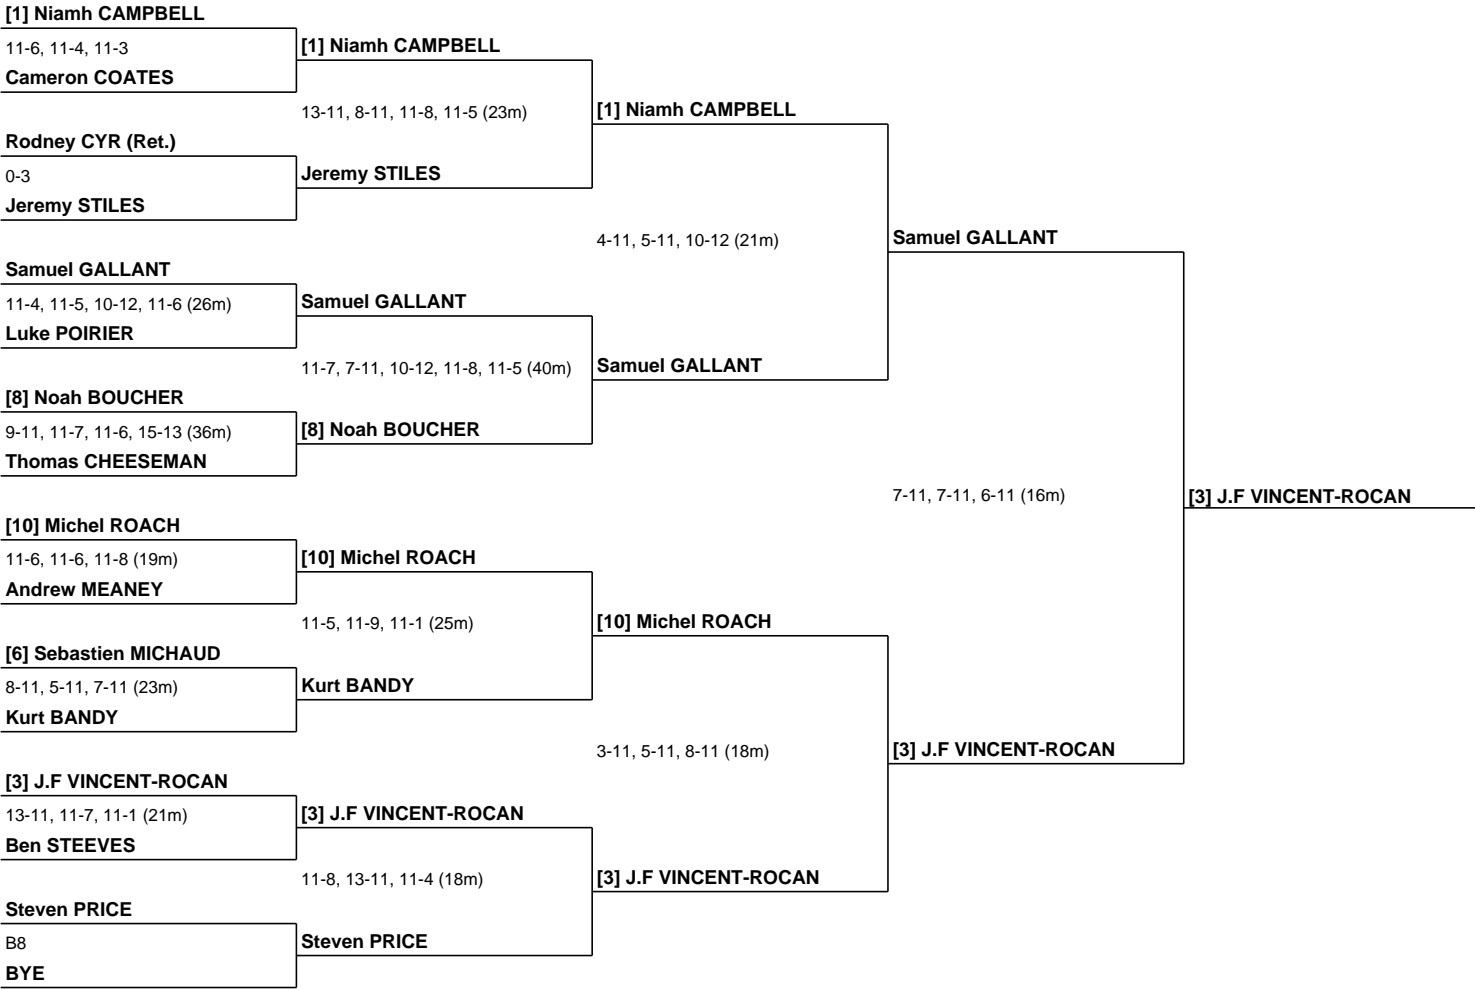 [1] Niamh CAMPBELL
11-6, 11-4, 11-3
Cameron COATES
Rodney CYR (Ret.)
0-3
Jeremy STILES
Samuel GALLANT
11-4, 11-5, 10-12, 11-6 (26m)
Luke POIRIER
[8] Noah BOUCHER
9-11, 11-7, 11-6, 15-13 (36m)
Thomas CHEESEMAN
[10] Michel ROACH
11-6, 11-6, 11-8 (19m)
Andrew MEANEY
[6] Sebastien MICHAUD
8-11, 5-11, 7-11 (23m)
Kurt BANDY
[3] J.F VINCENT-ROCAN
13-11, 11-7, 11-1 (21m)
Ben STEEVES
Steven PRICE
B8
BYE
[1] Niamh CAMPBELL
13-11, 8-11, 11-8, 11-5 (23m)
Jeremy STILES
Samuel GALLANT
11-7, 7-11, 10-12, 11-8, 11-5 (40m)
[8] Noah BOUCHER
[10] Michel ROACH
11-5, 11-9, 11-1 (25m)
Kurt BANDY
[3] J.F VINCENT-ROCAN
11-8, 13-11, 11-4 (18m)
Steven PRICE
[1] Niamh CAMPBELL
4-11, 5-11, 10-12 (21m)
Samuel GALLANT
[10] Michel ROACH
3-11, 5-11, 8-11 (18m)
[3] J.F VINCENT-ROCAN
Samuel GALLANT
7-11, 7-11, 6-11 (16m)
[3] J.F VINCENT-ROCAN
[3] J.F VINCENT-ROCAN